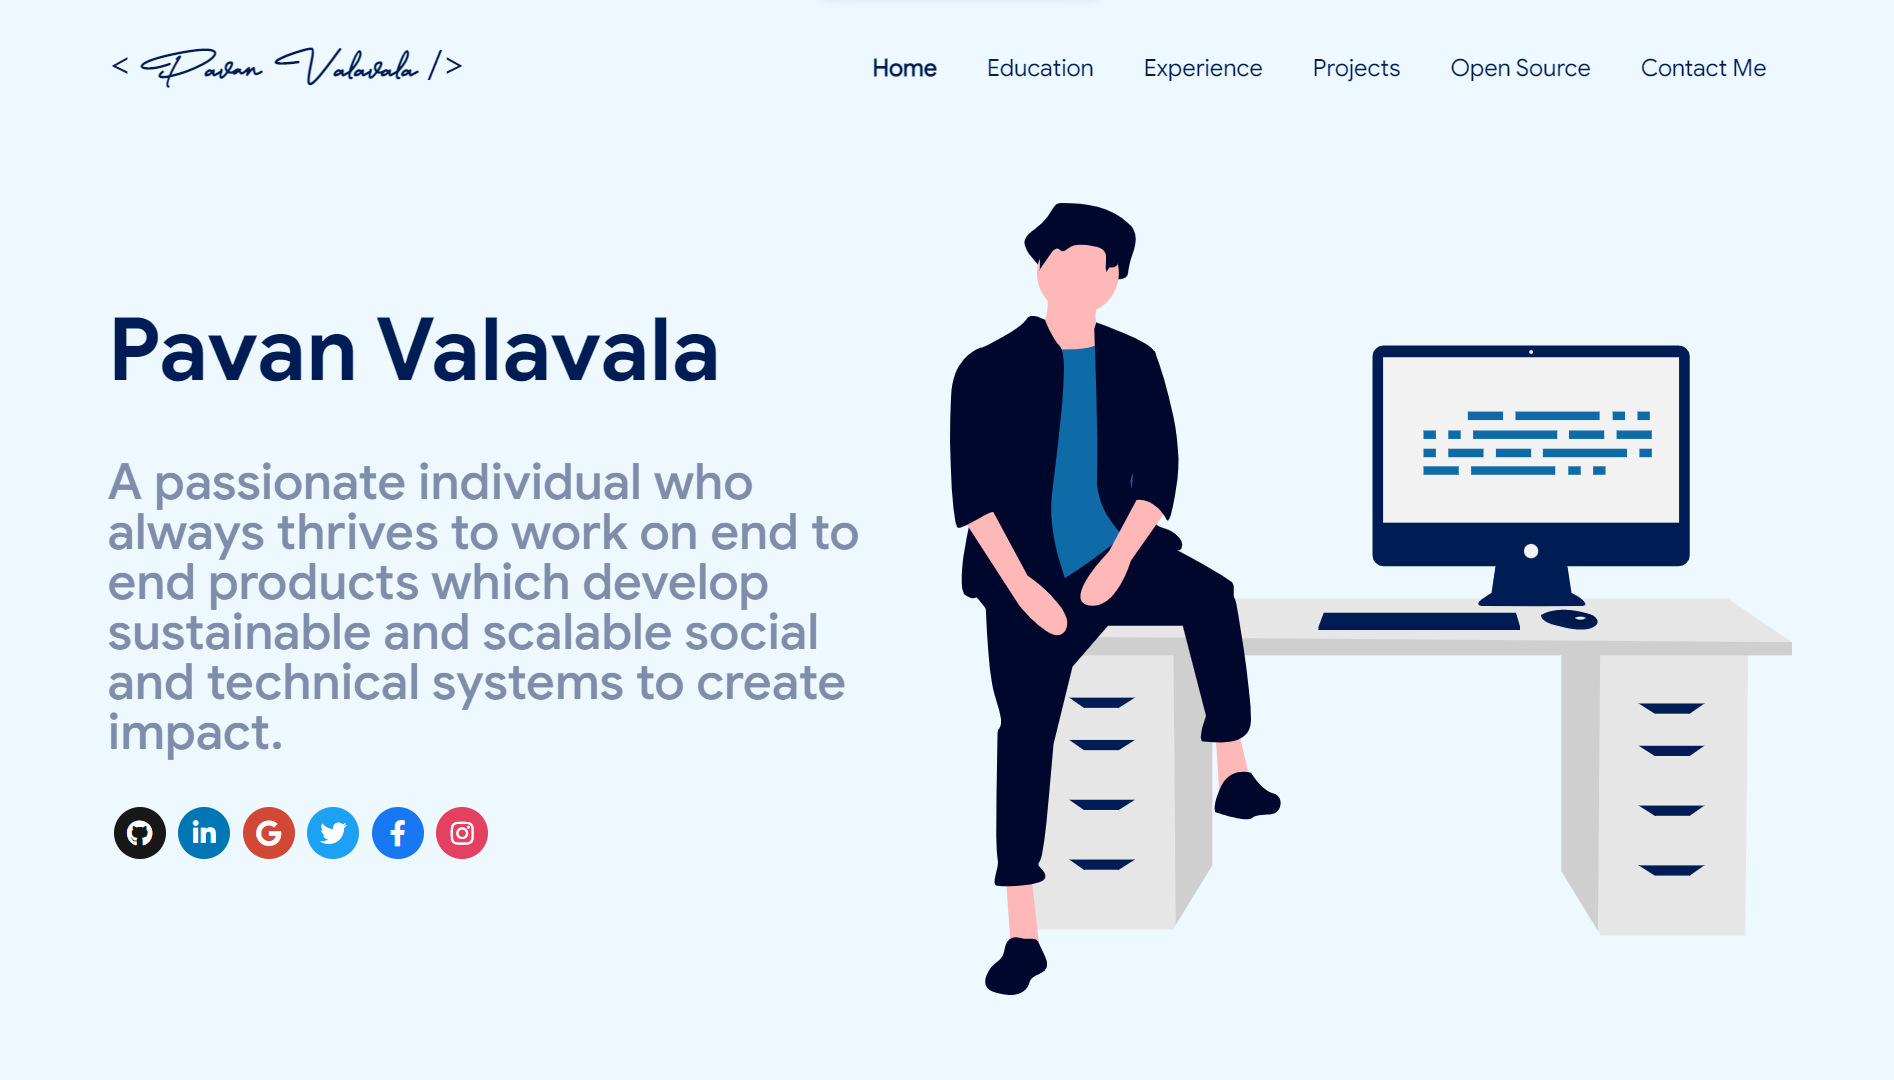 < Pavan Valavala />
Home Education Experience Projects Open Source Contact Me
Pavan Valavala
A passionate individual who
always thrives to work on end to
end products which develop
sustainable and scalable social
and technical systems to create
impact.